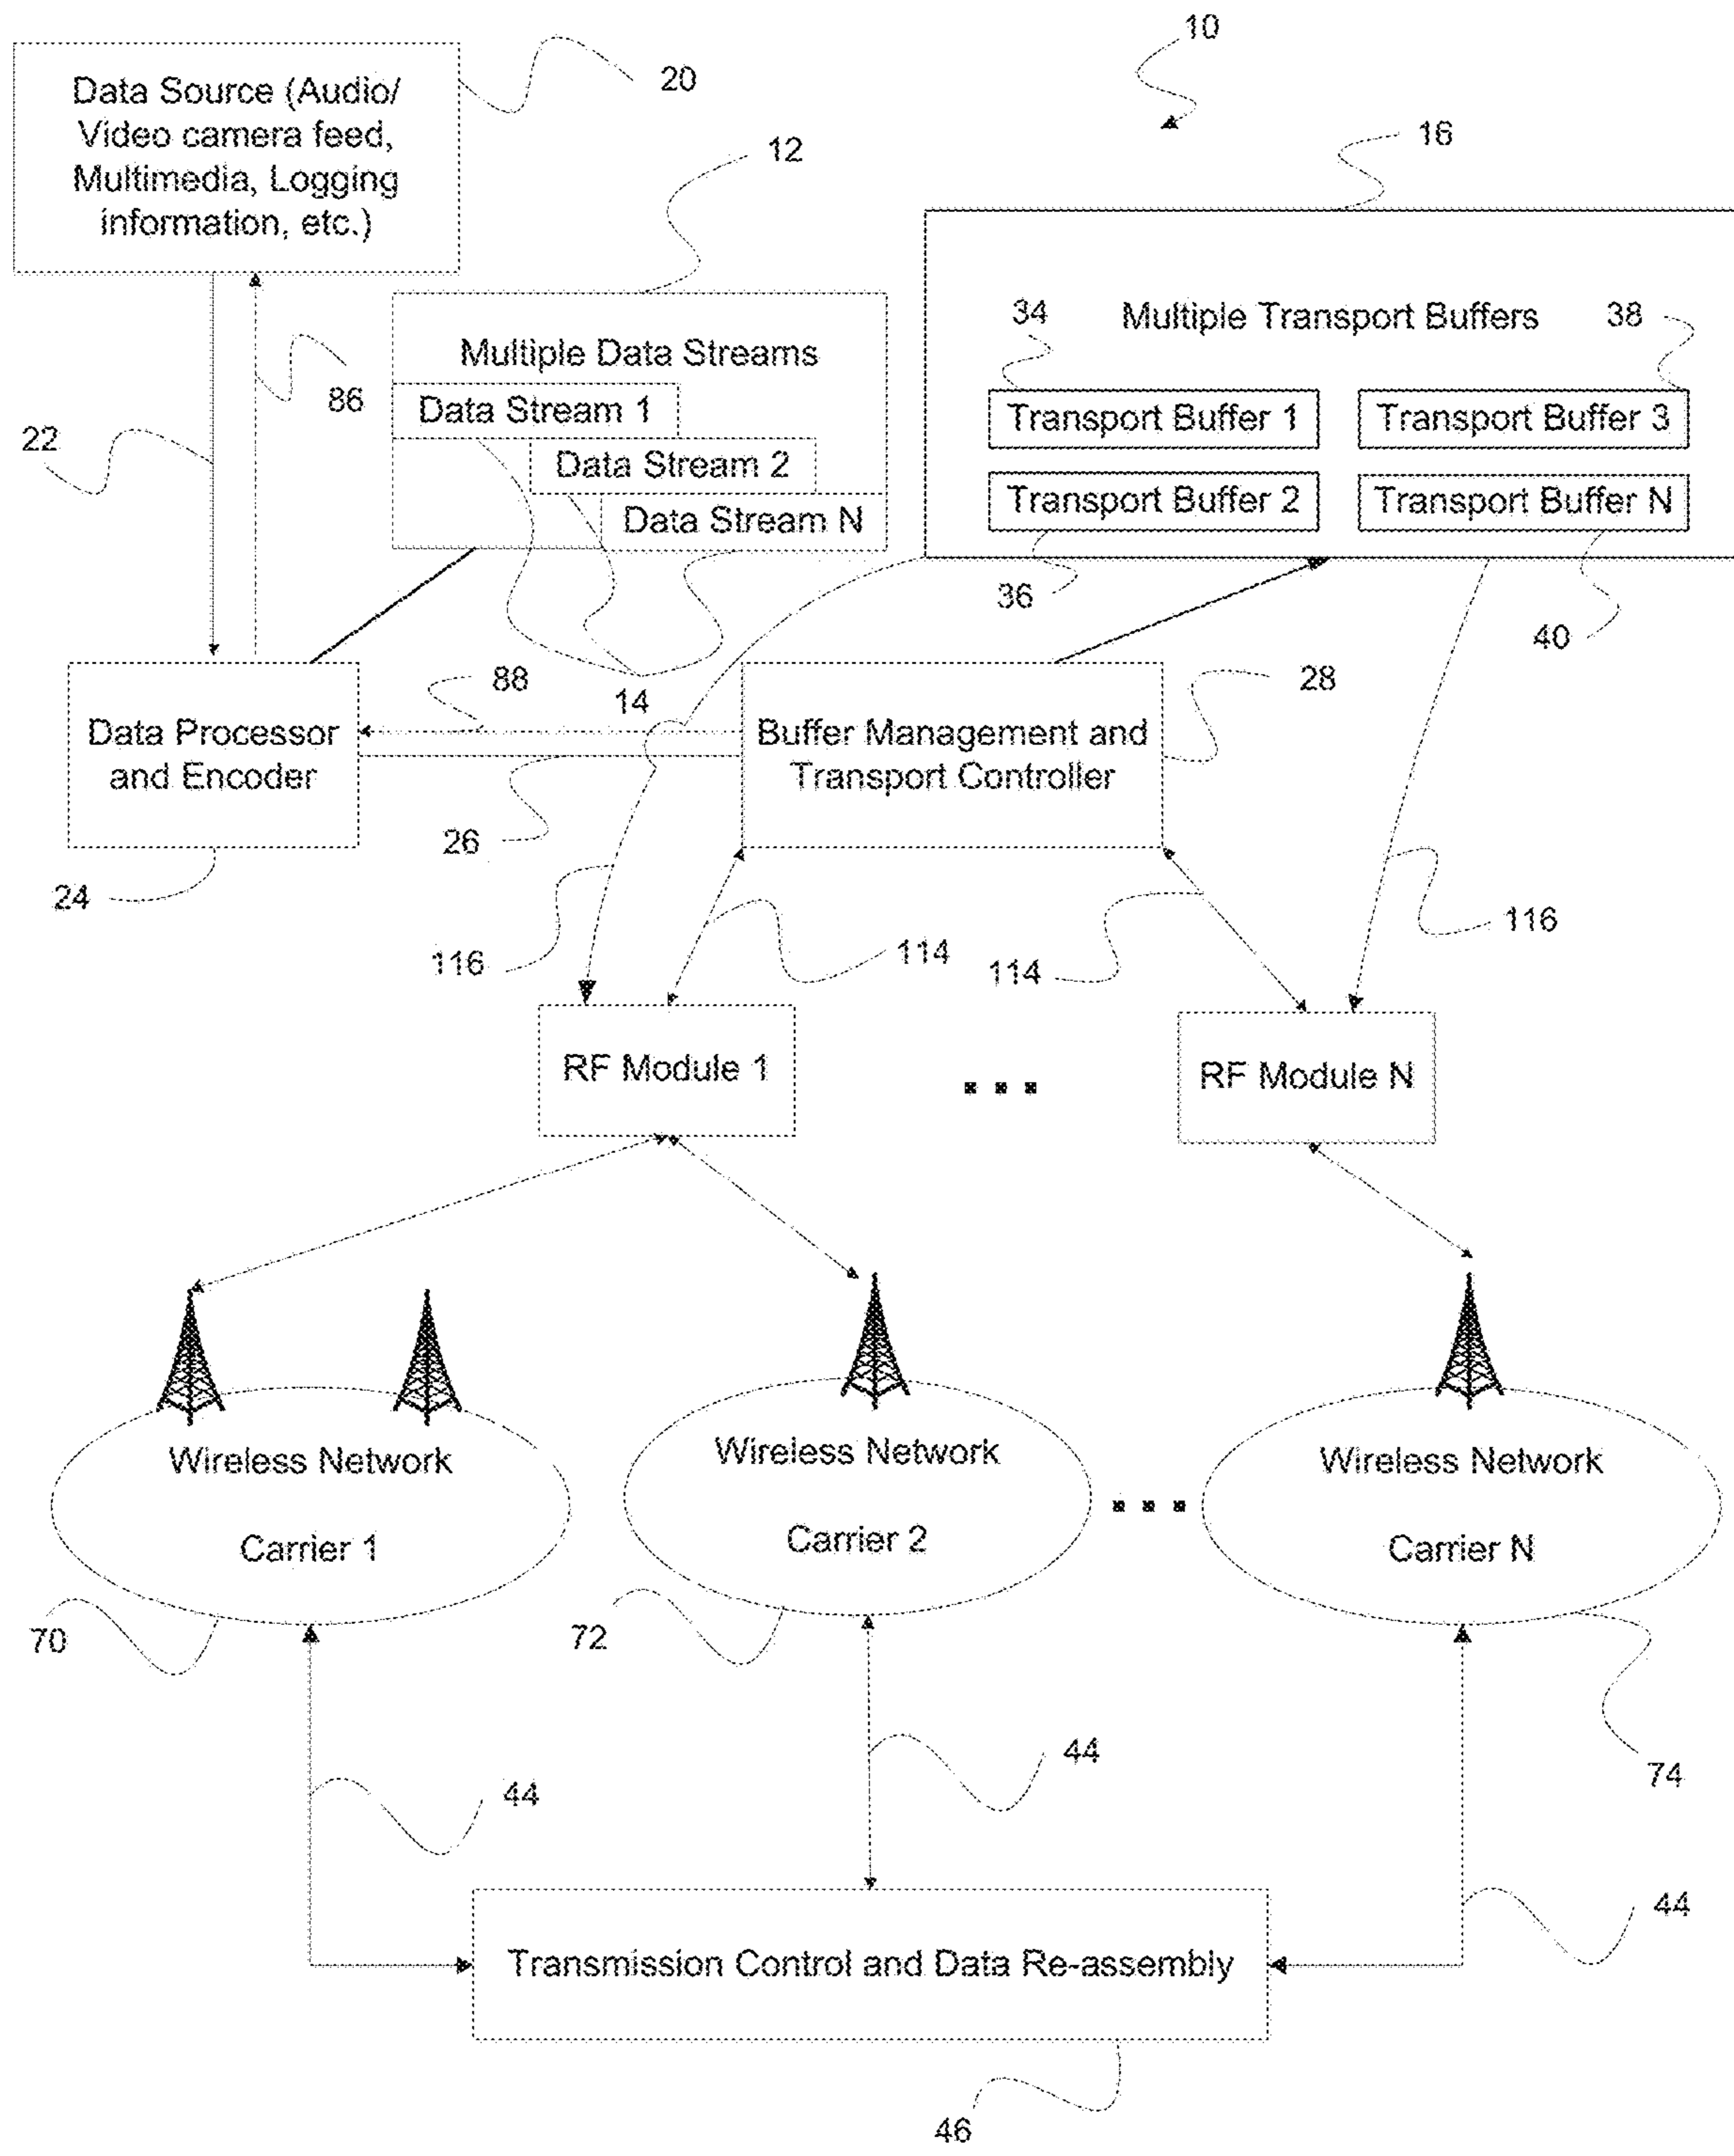 10
20
Data Source (Audio/
Video camera feed,
Multimedia, Logging
information, etc.)
12
16
Multiple Data Streams
Data Stream 1
Data Stream 2
Data Stream N
34
Multiple Transport Buffers
38
Transport Buffer 1
Transport Buffer 3
Transport Buffer 2
Transport Buffer N
36
40
22
86
88
14
28
Data Processor
and Encoder
Buffer Management and
Transport Controller
26
24
116
114
114
116
RF Module 1
...
RF Module N
Wireless Network
Carrier 1
Wireless Network
Carrier 2
...
Wireless Network
Carrier N
70
72
74
44
44
44
Transmission Control and Data Re-assembly
46